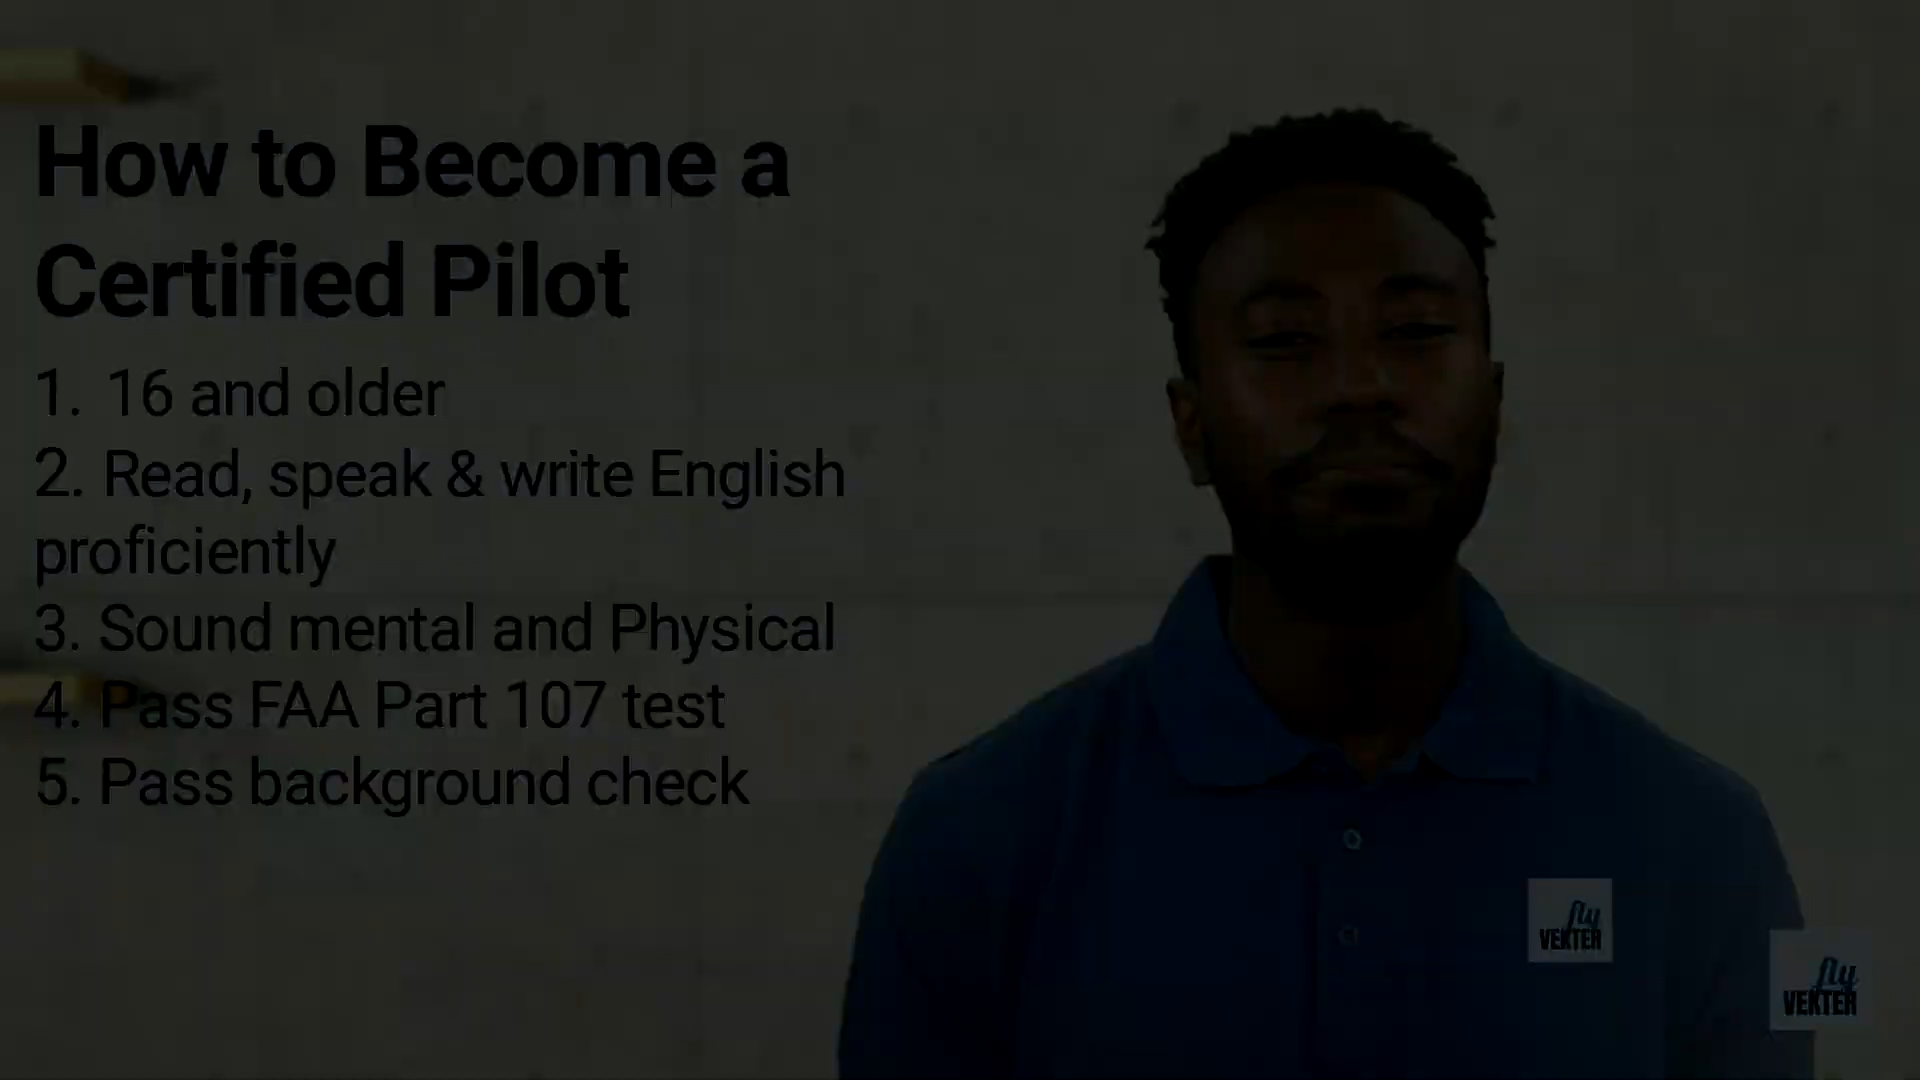 How to Become a
Certified Pilot
1. 16 and older
2. Read, speak & write English
proficiently
3. Sound mental and Physical
4. Pass FAA Part 107 test
5. Pass background check
fly
VEKTER
fly
VEKTER